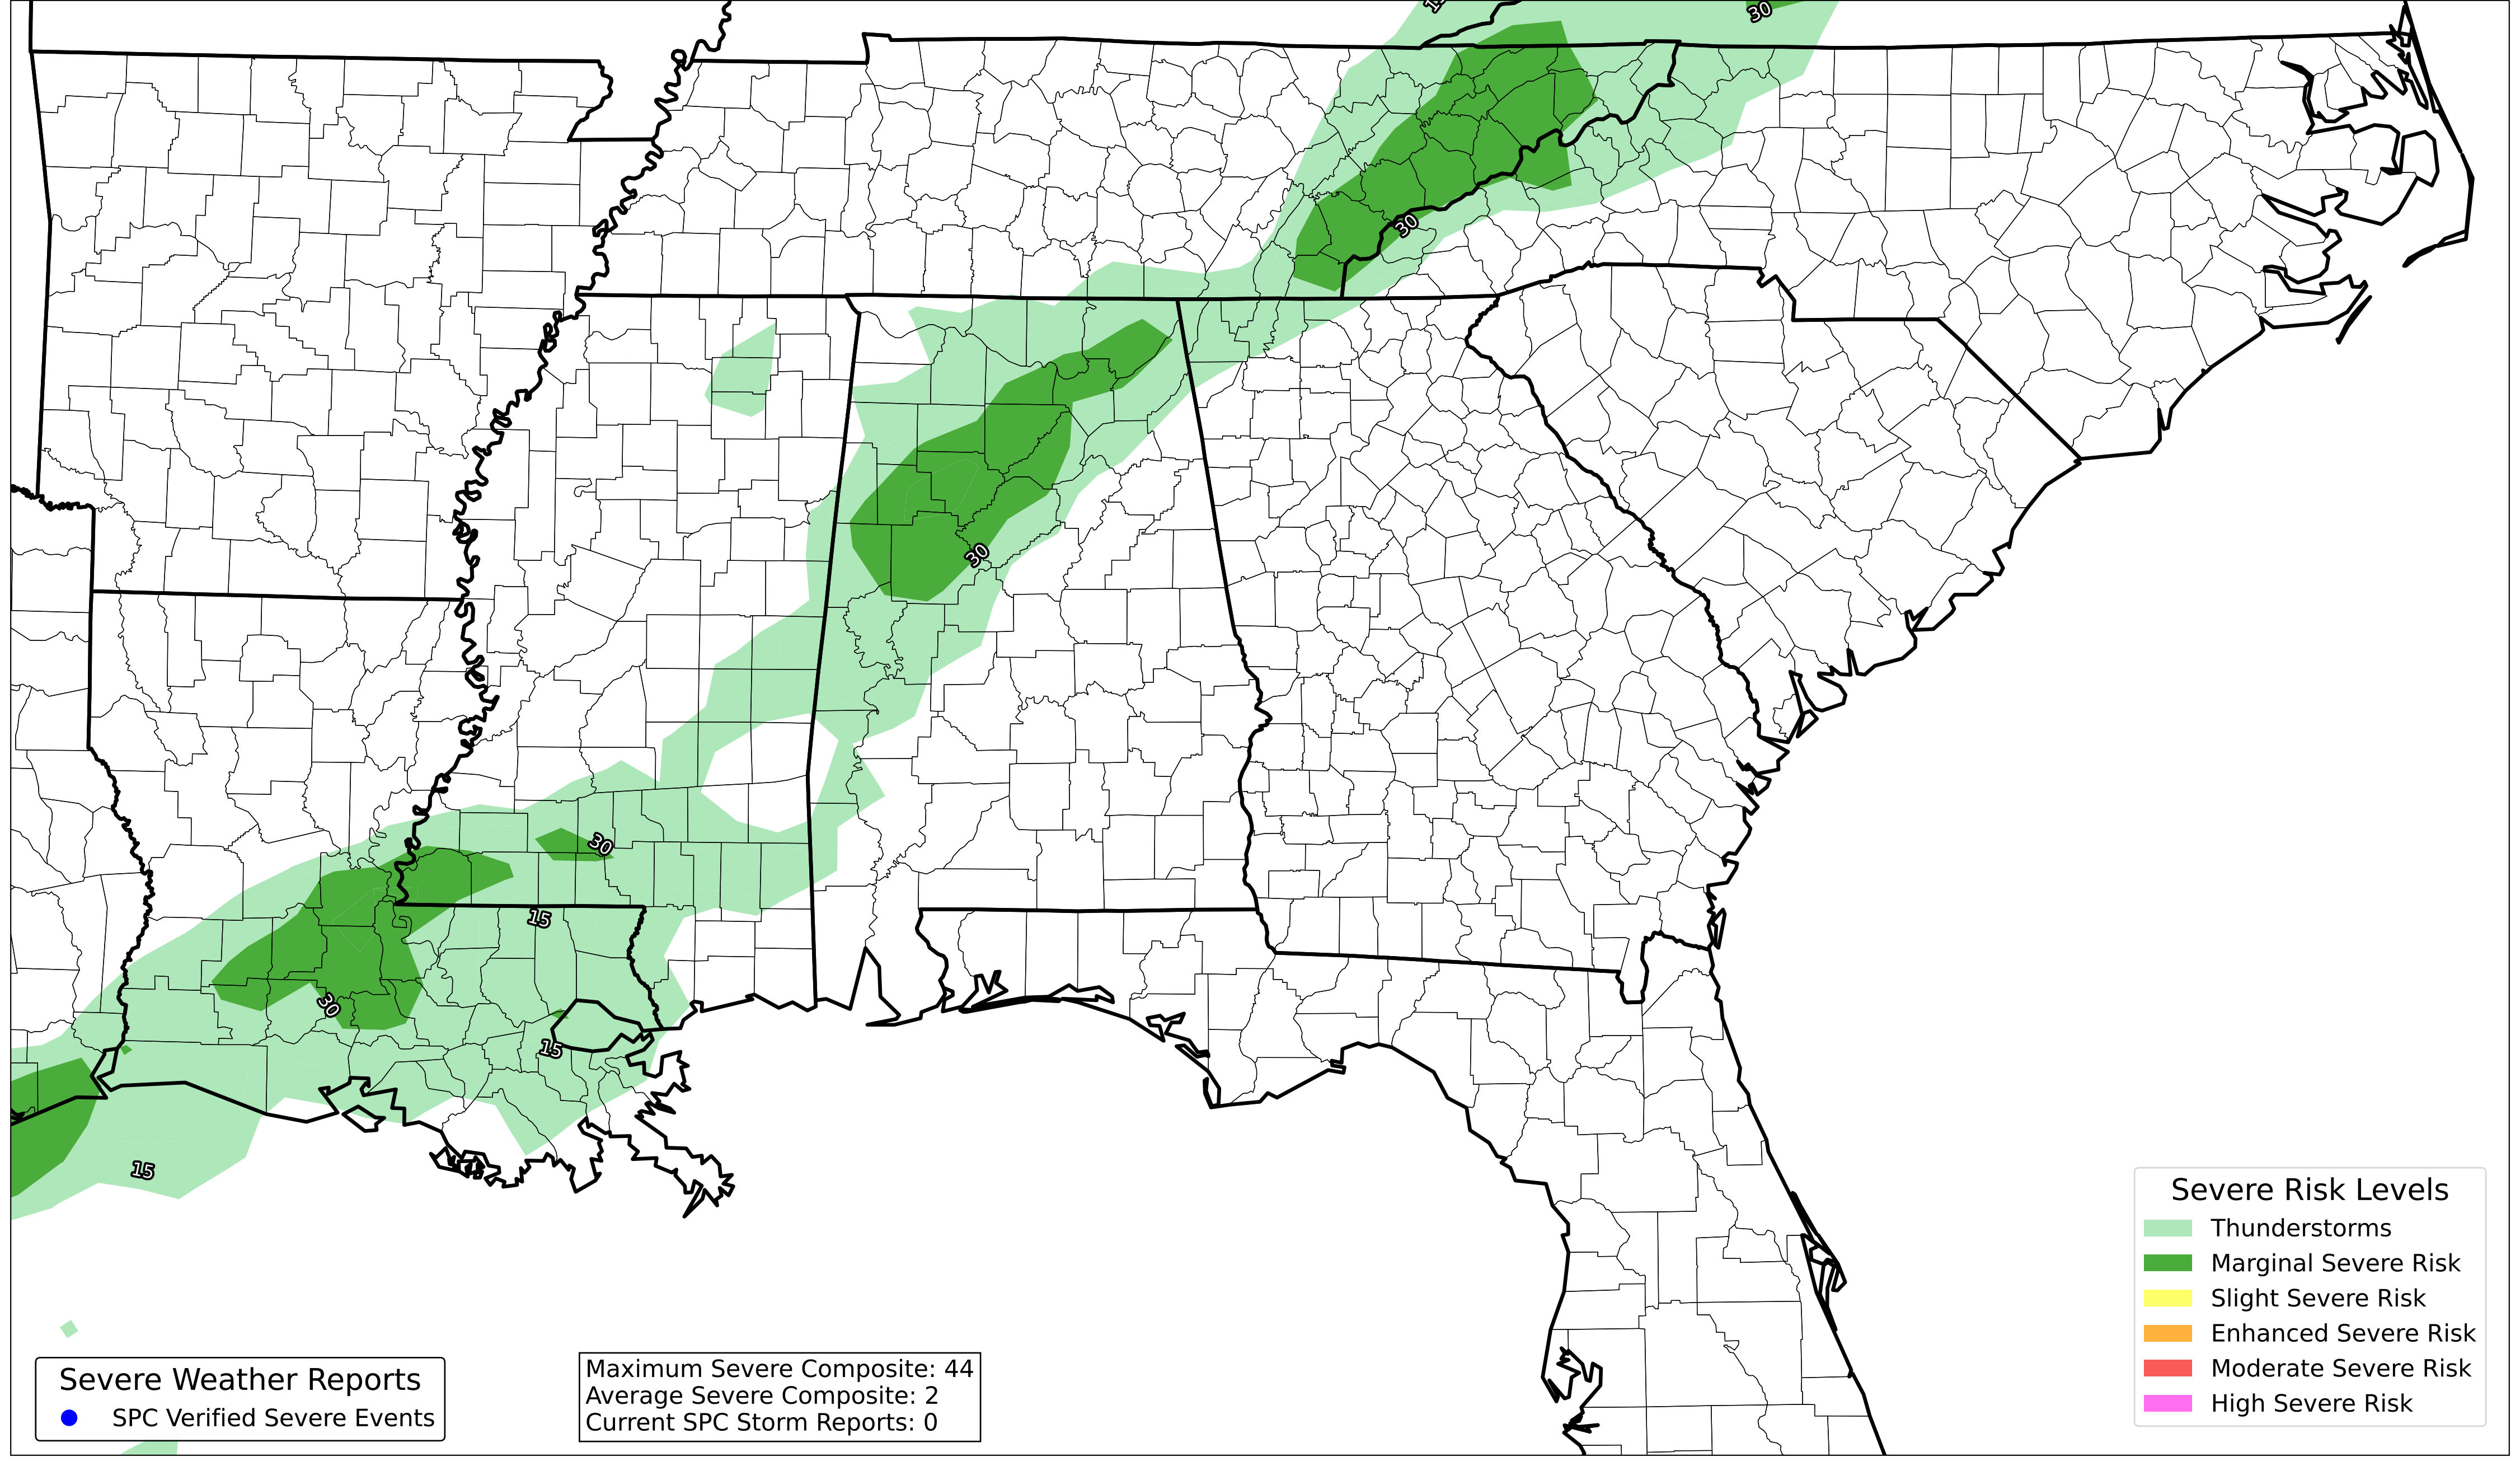 30
30
30
30
15
30
15
15
Severe Risk Levels
Thunderstorms
Marginal Severe Risk
Slight Severe Risk
Enhanced Severe Risk
Moderate Severe Risk
High Severe Risk
Severe Weather Reports
SPC Verified Severe Events
Maximum Severe Composite: 44
Average Severe Composite: 2
Current SPC Storm Reports: 0